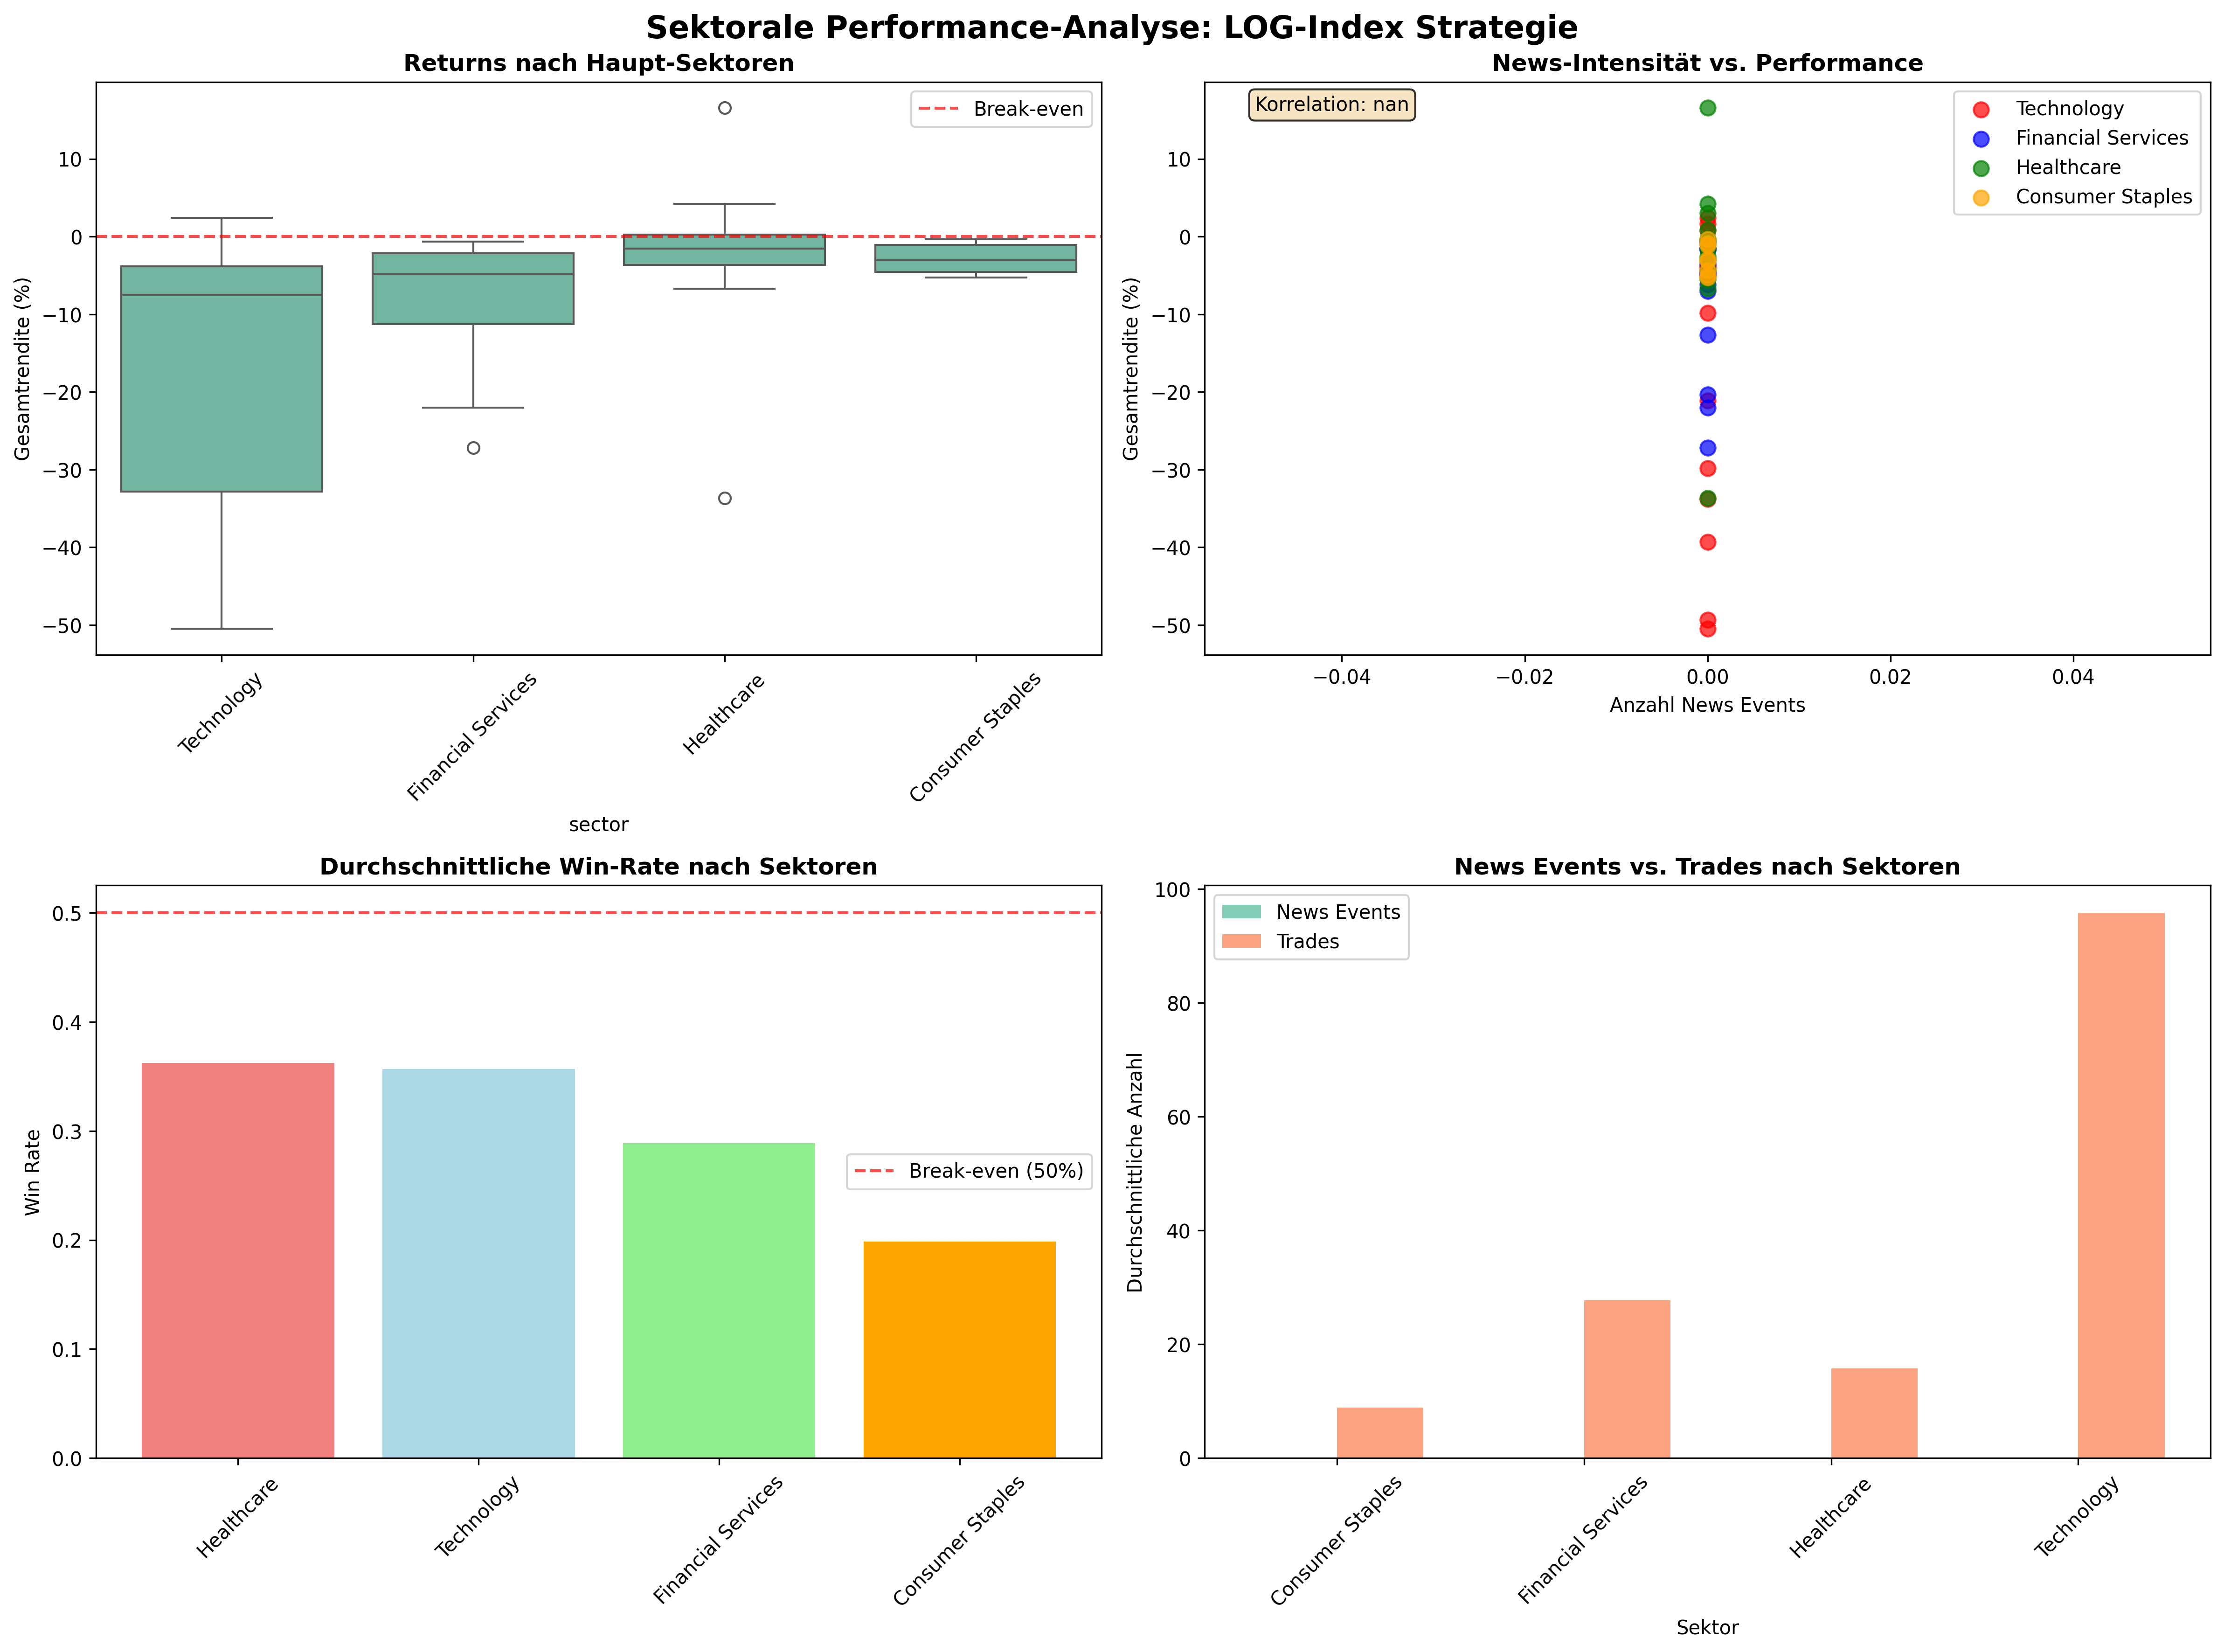 Sektorale Performance-Analyse: LOG-Index Strategie
Returns nach Haupt-Sektoren
Break-even
10
0
−10
−20
−30
−40
−50
Gesamtrendite (%)
Technology
Financial Services
Healthcare
Consumer Staples
sector
News-Intensität vs. Performance
Korrelation: nan
Technology
Financial Services
Healthcare
Consumer Staples
10
0
−10
−20
−30
−40
−50
Gesamtrendite (%)
−0.04
−0.02
0.00
0.02
0.04
Anzahl News Events
Durchschnittliche Win-Rate nach Sektoren
0.5
0.4
0.3
0.2
0.1
0.0
Win Rate
Break-even (50%)
Healthcare
Technology
Financial Services
Consumer Staples
News Events vs. Trades nach Sektoren
News Events
Trades
100
80
60
40
20
0
Durchschnittliche Anzahl
Consumer Staples
Financial Services
Healthcare
Technology
Sektor